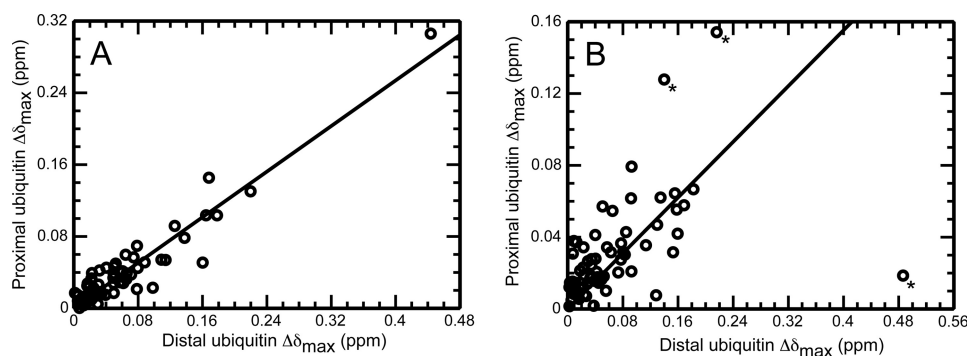 A
Proximal ubiquitin Δδmax (ppm)
0.32
0.24
0.16
0.08
0
0 0.08 0.16 0.24 0.32 0.4 0.48
Distal ubiquitin Δδmax (ppm)
B
Proximal ubiquitin Δδmax (ppm)
0.16
0.12
0.08
0.04
0
*
*
*
0 0.08 0.16 0.24 0.32 0.4 0.48 0.56
Distal ubiquitin Δδmax (ppm)